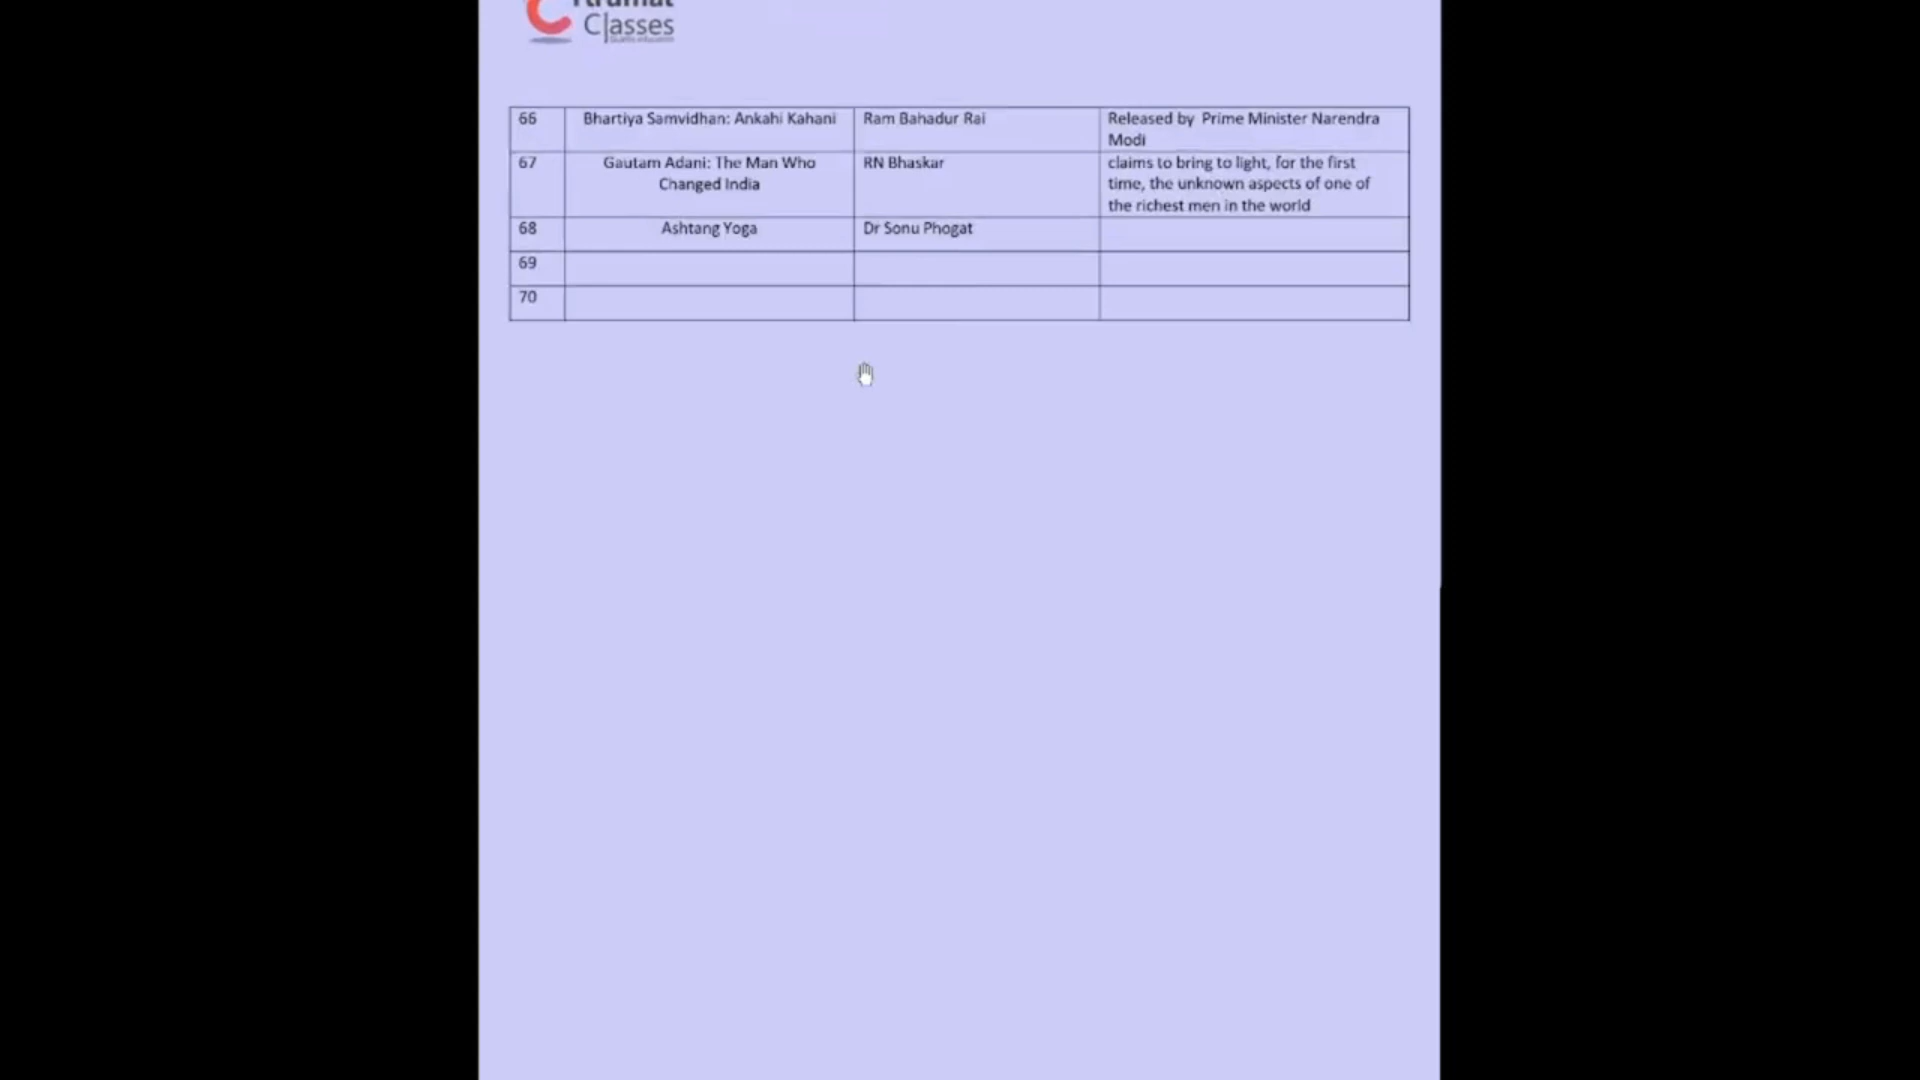 Classes
66 Bhartiya Samvidhan: Ankahi Kahani Ram Bahadur Rai Released by Prime Minister Narendra
Modi
67 Gautam Adani: The Man Who RN Bhaskar claims to bring to light, for the first
Changed India time, the unknown aspects of one of
the richest men in the world
68 Ashtang Yoga Dr Sonu Phogat
69
70